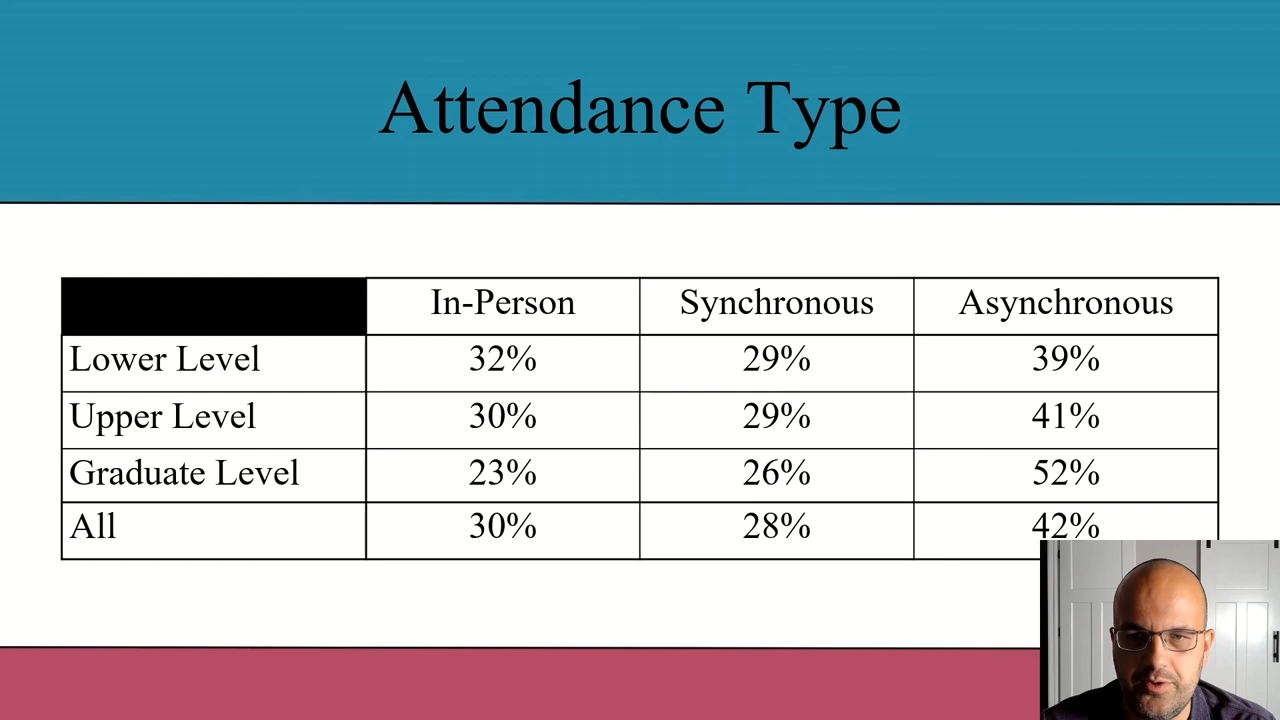 Attendance Type
In-Person Synchronous Asynchronous
Lower Level 32% 29% 39%
Upper Level 30% 29% 41%
Graduate Level 23% 26% 52%
All 30% 28% 42%